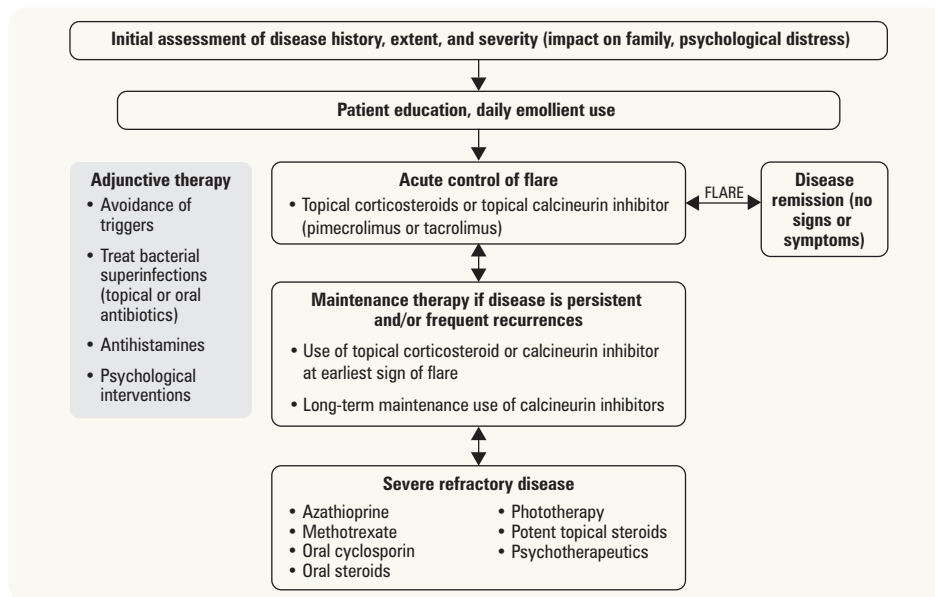 Initial assessment of disease history, extent, and severity (impact on family, psychological distress)
Patient education, daily emollient use
Adjunctive therapy
• Avoidance of
triggers
• Treat bacterial
superinfections
(topical or oral
antibiotics)
• Antihistamines
• Psychological
interventions
Acute control of flare
• Topical corticosteroids or topical calcineurin inhibitor
(pimecrolimus or tacrolimus)
FLARE
Disease
remission (no
signs or
symptoms)
Maintenance therapy if disease is persistent
and/or frequent recurrences
• Use of topical corticosteroid or calcineurin inhibitor
at earliest sign of flare
• Long-term maintenance use of calcineurin inhibitors
Severe refractory disease
• Azathioprine
• Methotrexate
• Oral cyclosporin
• Oral steroids
• Phototherapy
• Potent topical steroids
• Psychotherapeutics